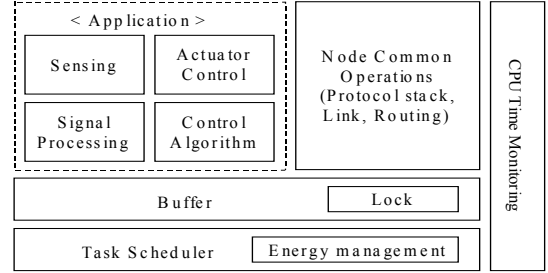 < Application >
Sensing
Actuator
Control
Signal
Processing
Control
Algorithm
Node Common
Operations
(Protocol stack,
Link, Routing)
CPU Time Monitoring
Buffer
Lock
Task Scheduler
Energy management